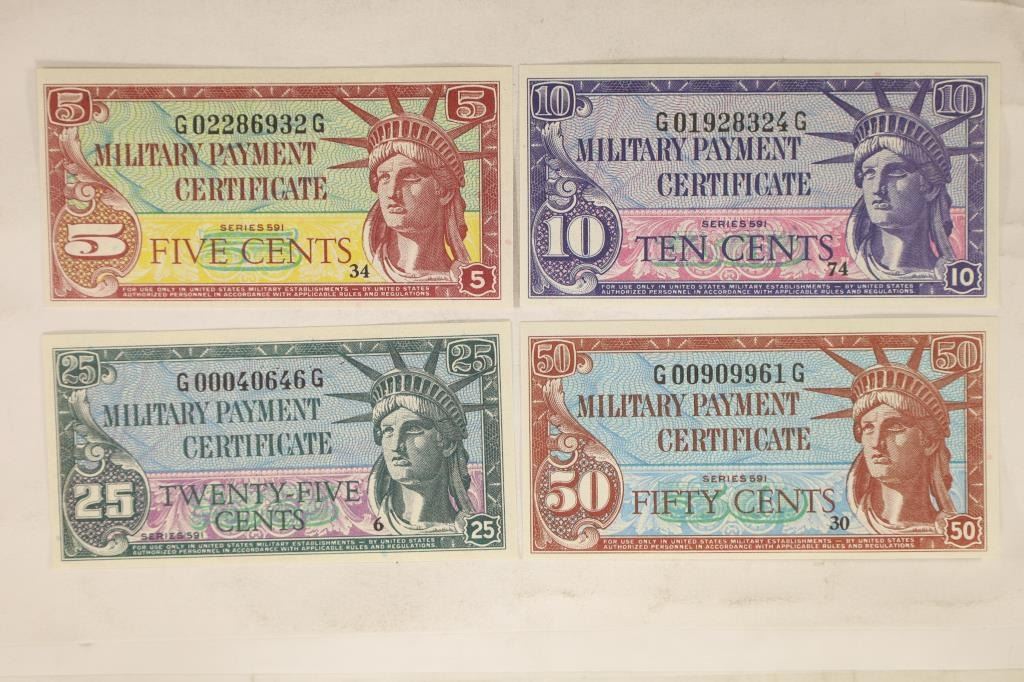 5 5
G02286932G
MILITARY PAYMENT
CERTIFICATE
SERIES 591
5 FIVE CENTS 34
FOR USE ONLY IN UNITED STATES MILITARY ESTABLISHMENTS — BY UNITED STATES
AUTHORIZED PERSONNEL IN ACCORDANCE WITH APPLICABLE RULES AND REGULATIONS.
5
10 10
G01928324G
MILITARY PAYMENT
CERTIFICATE
SERIES 591
10 TEN CENTS 74
FOR USE ONLY IN UNITED STATES MILITARY ESTABLISHMENTS — BY UNITED STATES
AUTHORIZED PERSONNEL IN ACCORDANCE WITH APPLICABLE RULES AND REGULATIONS.
10
25 25
G00040646G
MILITARY PAYMENT
CERTIFICATE
25 TWENTY-FIVE
CENTS 6
SERIES 591
FOR USE ONLY IN UNITED STATES MILITARY ESTABLISHMENTS — BY UNITED STATES
AUTHORIZED PERSONNEL IN ACCORDANCE WITH APPLICABLE RULES AND REGULATIONS.
25
50 50
G00909961G
MILITARY PAYMENT
CERTIFICATE
SERIES 591
50 FIFTY CENTS 30
FOR USE ONLY IN UNITED STATES MILITARY ESTABLISHMENTS — BY UNITED STATES
AUTHORIZED PERSONNEL IN ACCORDANCE WITH APPLICABLE RULES AND REGULATIONS.
50